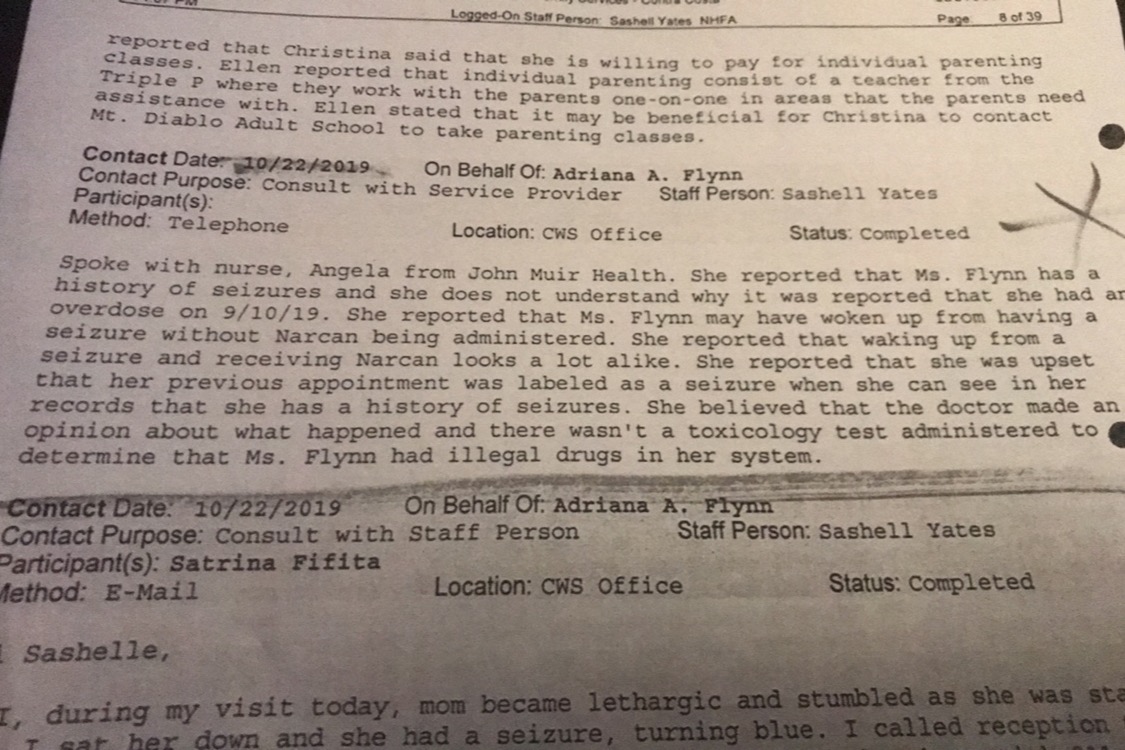 Logged-On Staff Person: Sashell Yates NHFA Page 8 of 39
reported that Christina said that she is willing to pay for individual parenting
classes. Ellen reported that individual parenting consist of a teacher from the
Triple P where they work with the parents one-on-one in areas that the parents need
assistance with. Ellen stated that it may be beneficial for Christina to contact
Mt. Diablo Adult School to take parenting classes.
Contact Date: 10/22/2019 On Behalf Of: Adriana A. Flynn
Contact Purpose: Consult with Service Provider Staff Person: Sashell Yates
Participant(s):
Method: Telephone Location: CWS Office Status: Completed
Spoke with nurse, Angela from John Muir Health. She reported that Ms. Flynn has a
history of seizures and she does not understand why it was reported that she had an
overdose on 9/10/19. She reported that Ms. Flynn may have woken up from having a
seizure without Narcan being administered. She reported that waking up from a
seizure and receiving Narcan looks a lot alike. She reported that she was upset
that her previous appointment was labeled as a seizure when she can see in her
records that she has a history of seizures. She believed that the doctor made an
opinion about what happened and there wasn't a toxicology test administered to
determine that Ms. Flynn had illegal drugs in her system.
Contact Date: 10/22/2019 On Behalf Of: Adriana A. Flynn
Contact Purpose: Consult with Staff Person Staff Person: Sashell Yates
Participant(s): Satrina Fifita
Method: E-Mail Location: CWS Office Status: Completed
Sashelle,
I, during my visit today, mom became lethargic and stumbled as she was
I sat her down and she had a seizure, turning blue. I called reception